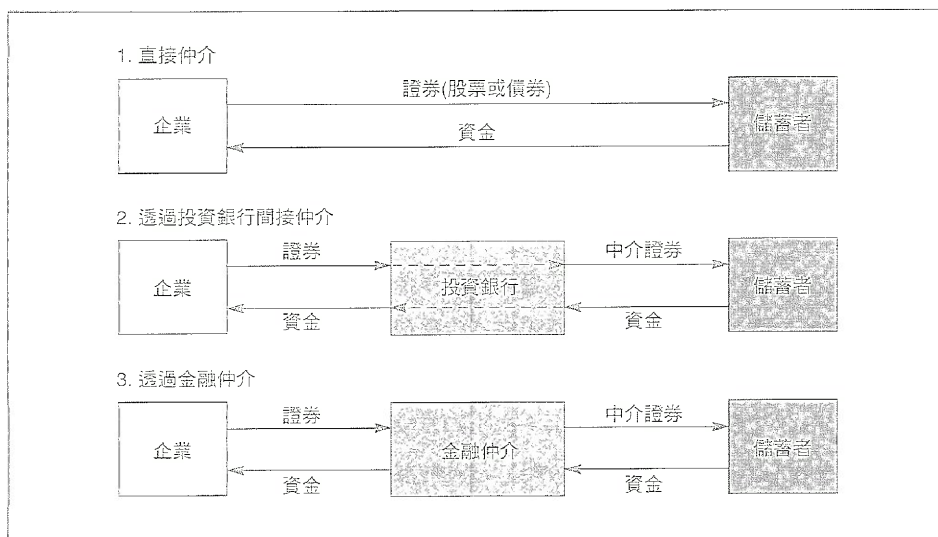 1. 直接仲介
證券(股票或債券)
企業
儲蓄者
資金
2. 透過投資銀行間接仲介
證券
中介證券
企業
投資銀行
儲蓄者
資金
資金
3. 透過金融仲介
證券
中介證券
企業
金融仲介
儲蓄者
資金
資金